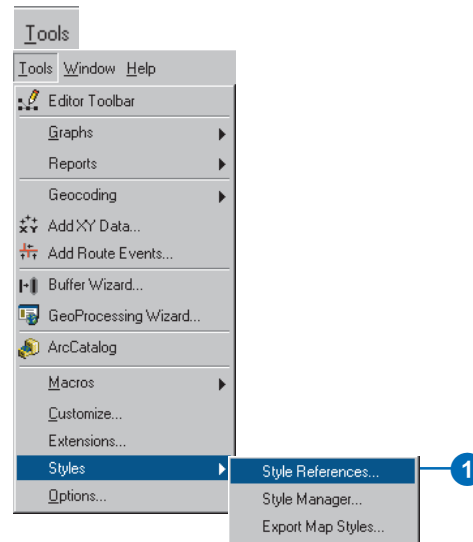 Tools
Tools Window Help
Editor Toolbar
Graphs
Reports
Geocoding
Add XY Data...
Add Route Events...
Buffer Wizard...
GeoProcessing Wizard...
ArcCatalog
Macros
Customize...
Extensions...
Styles
Style References...
1
Style Manager...
Options...
Export Map Styles...